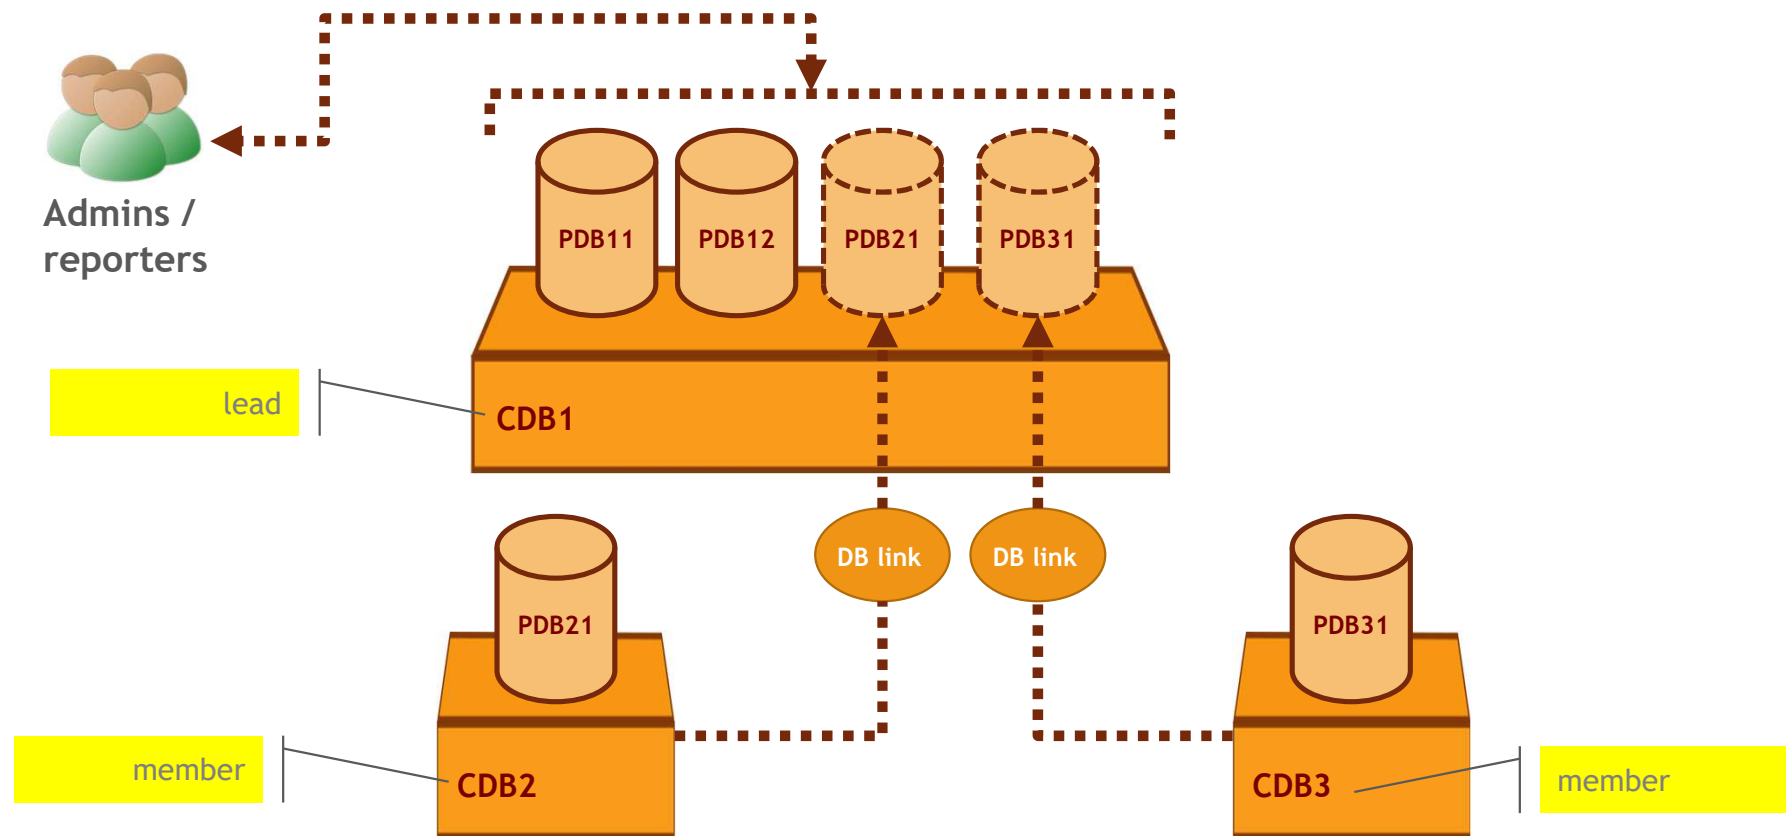 Admins /
reporters
PDB11
PDB12
PDB21
PDB31
lead
CDB1
DB link
DB link
PDB21
PDB31
member
CDB2
CDB3
member